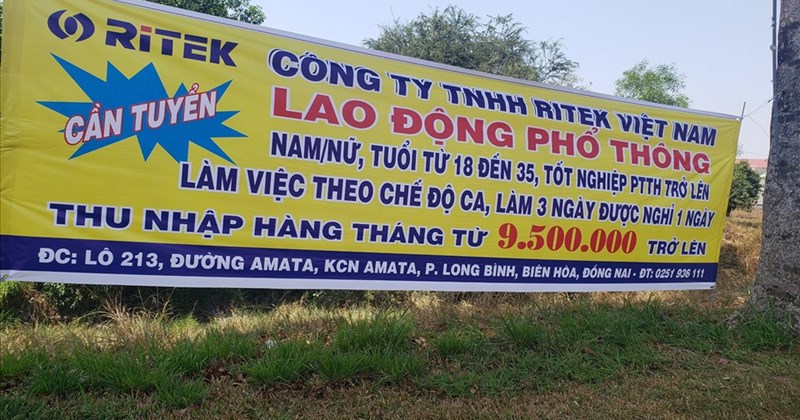 RiTEK
CẦN TUYỂN
CÔNG TY TNHH RITEK VIỆT NAM
LAO ĐỘNG PHỔ THÔNG
NAM/NỮ, TUỔI TỪ 18 ĐẾN 35, TỐT NGHIỆP PTTH TRỞ LÊN
LÀM VIỆC THEO CHẾ ĐỘ CA, LÀM 3 NGÀY ĐƯỢC NGHỈ 1 NGÀY
THU NHẬP HÀNG THÁNG TỪ 9.500.000 TRỞ LÊN
ĐC: LÔ 213, ĐƯỜNG AMATA, KCN AMATA, P. LONG BÌNH, BIÊN HÒA, ĐỒNG NAI - ĐT: 0251 936 111